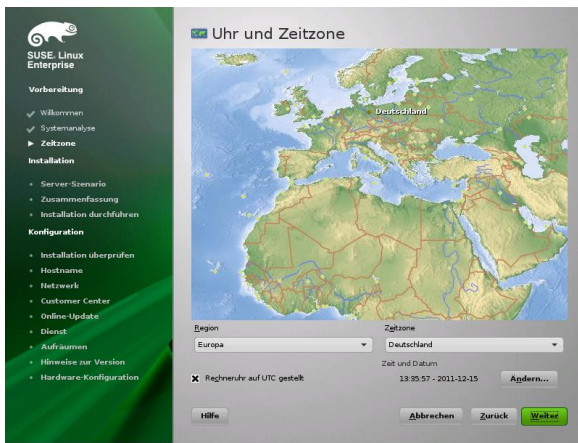 SUSE. Linux
Enterprise
Vorbereitung
Willkommen
Systemanalyse
Zeitzone
Installation
Server-Szenario
Zusammenfassung
Installation durchführen
Konfiguration
Installation überprüfen
Hostname
Netzwerk
Customer Center
Online-Update
Dienst
Aufräumen
Hinweise zur Version
Hardware-Konfiguration
Uhr und Zeitzone
Deutschland
Region
Europa
Zeitzone
Deutschland
Rechneruhr auf UTC gestellt
Zeit und Datum
13:35:57 - 2011-12-15
Ändern...
Hilfe
Abbrechen
Zurück
Weiter